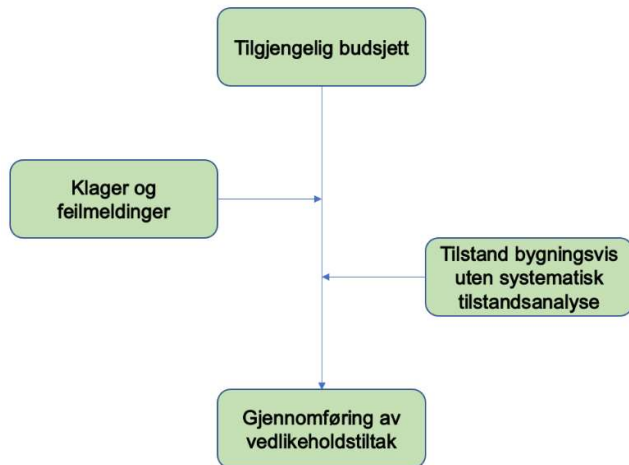 Tilgjengelig budsjett
Klager og
feilmeldinger
Tilstand bygningsvis
uten systematisk
tilstandsanalyse
Gjennomføring av
vedlikeholdstiltak